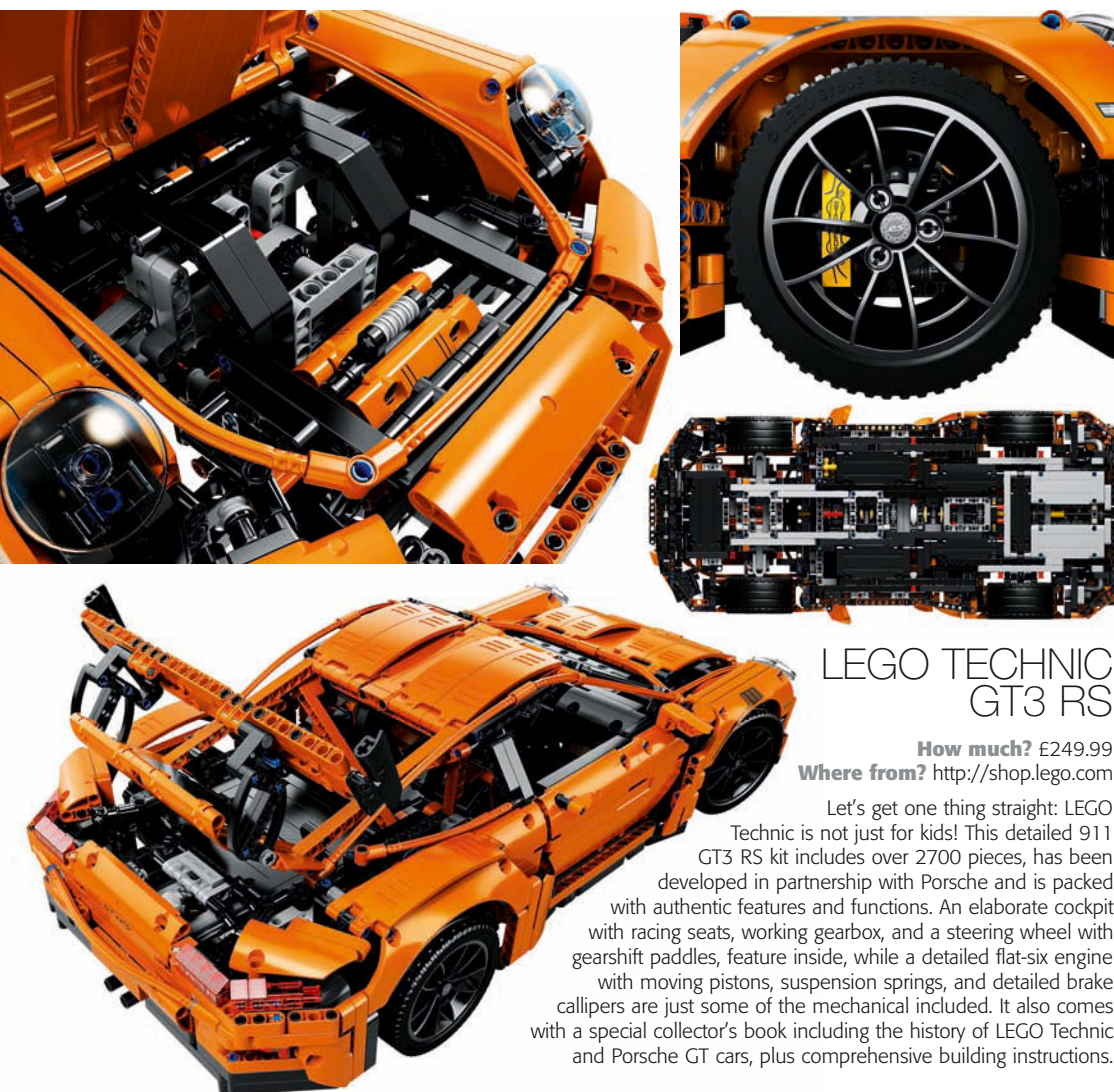 LEGO TECHNIC
GT3 RS
How much? £249.99
Where from? http://shop.lego.com
Let's get one thing straight: LEGO
Technic is not just for kids! This detailed 911
GT3 RS kit includes over 2700 pieces, has been
developed in partnership with Porsche and is packed
with authentic features and functions. An elaborate cockpit
with racing seats, working gearbox, and a steering wheel with
gearshift paddles, feature inside, while a detailed flat-six engine
with moving pistons, suspension springs, and detailed brake
callipers are just some of the mechanical included. It also comes
with a special collector's book including the history of LEGO Technic
and Porsche GT cars, plus comprehensive building instructions.